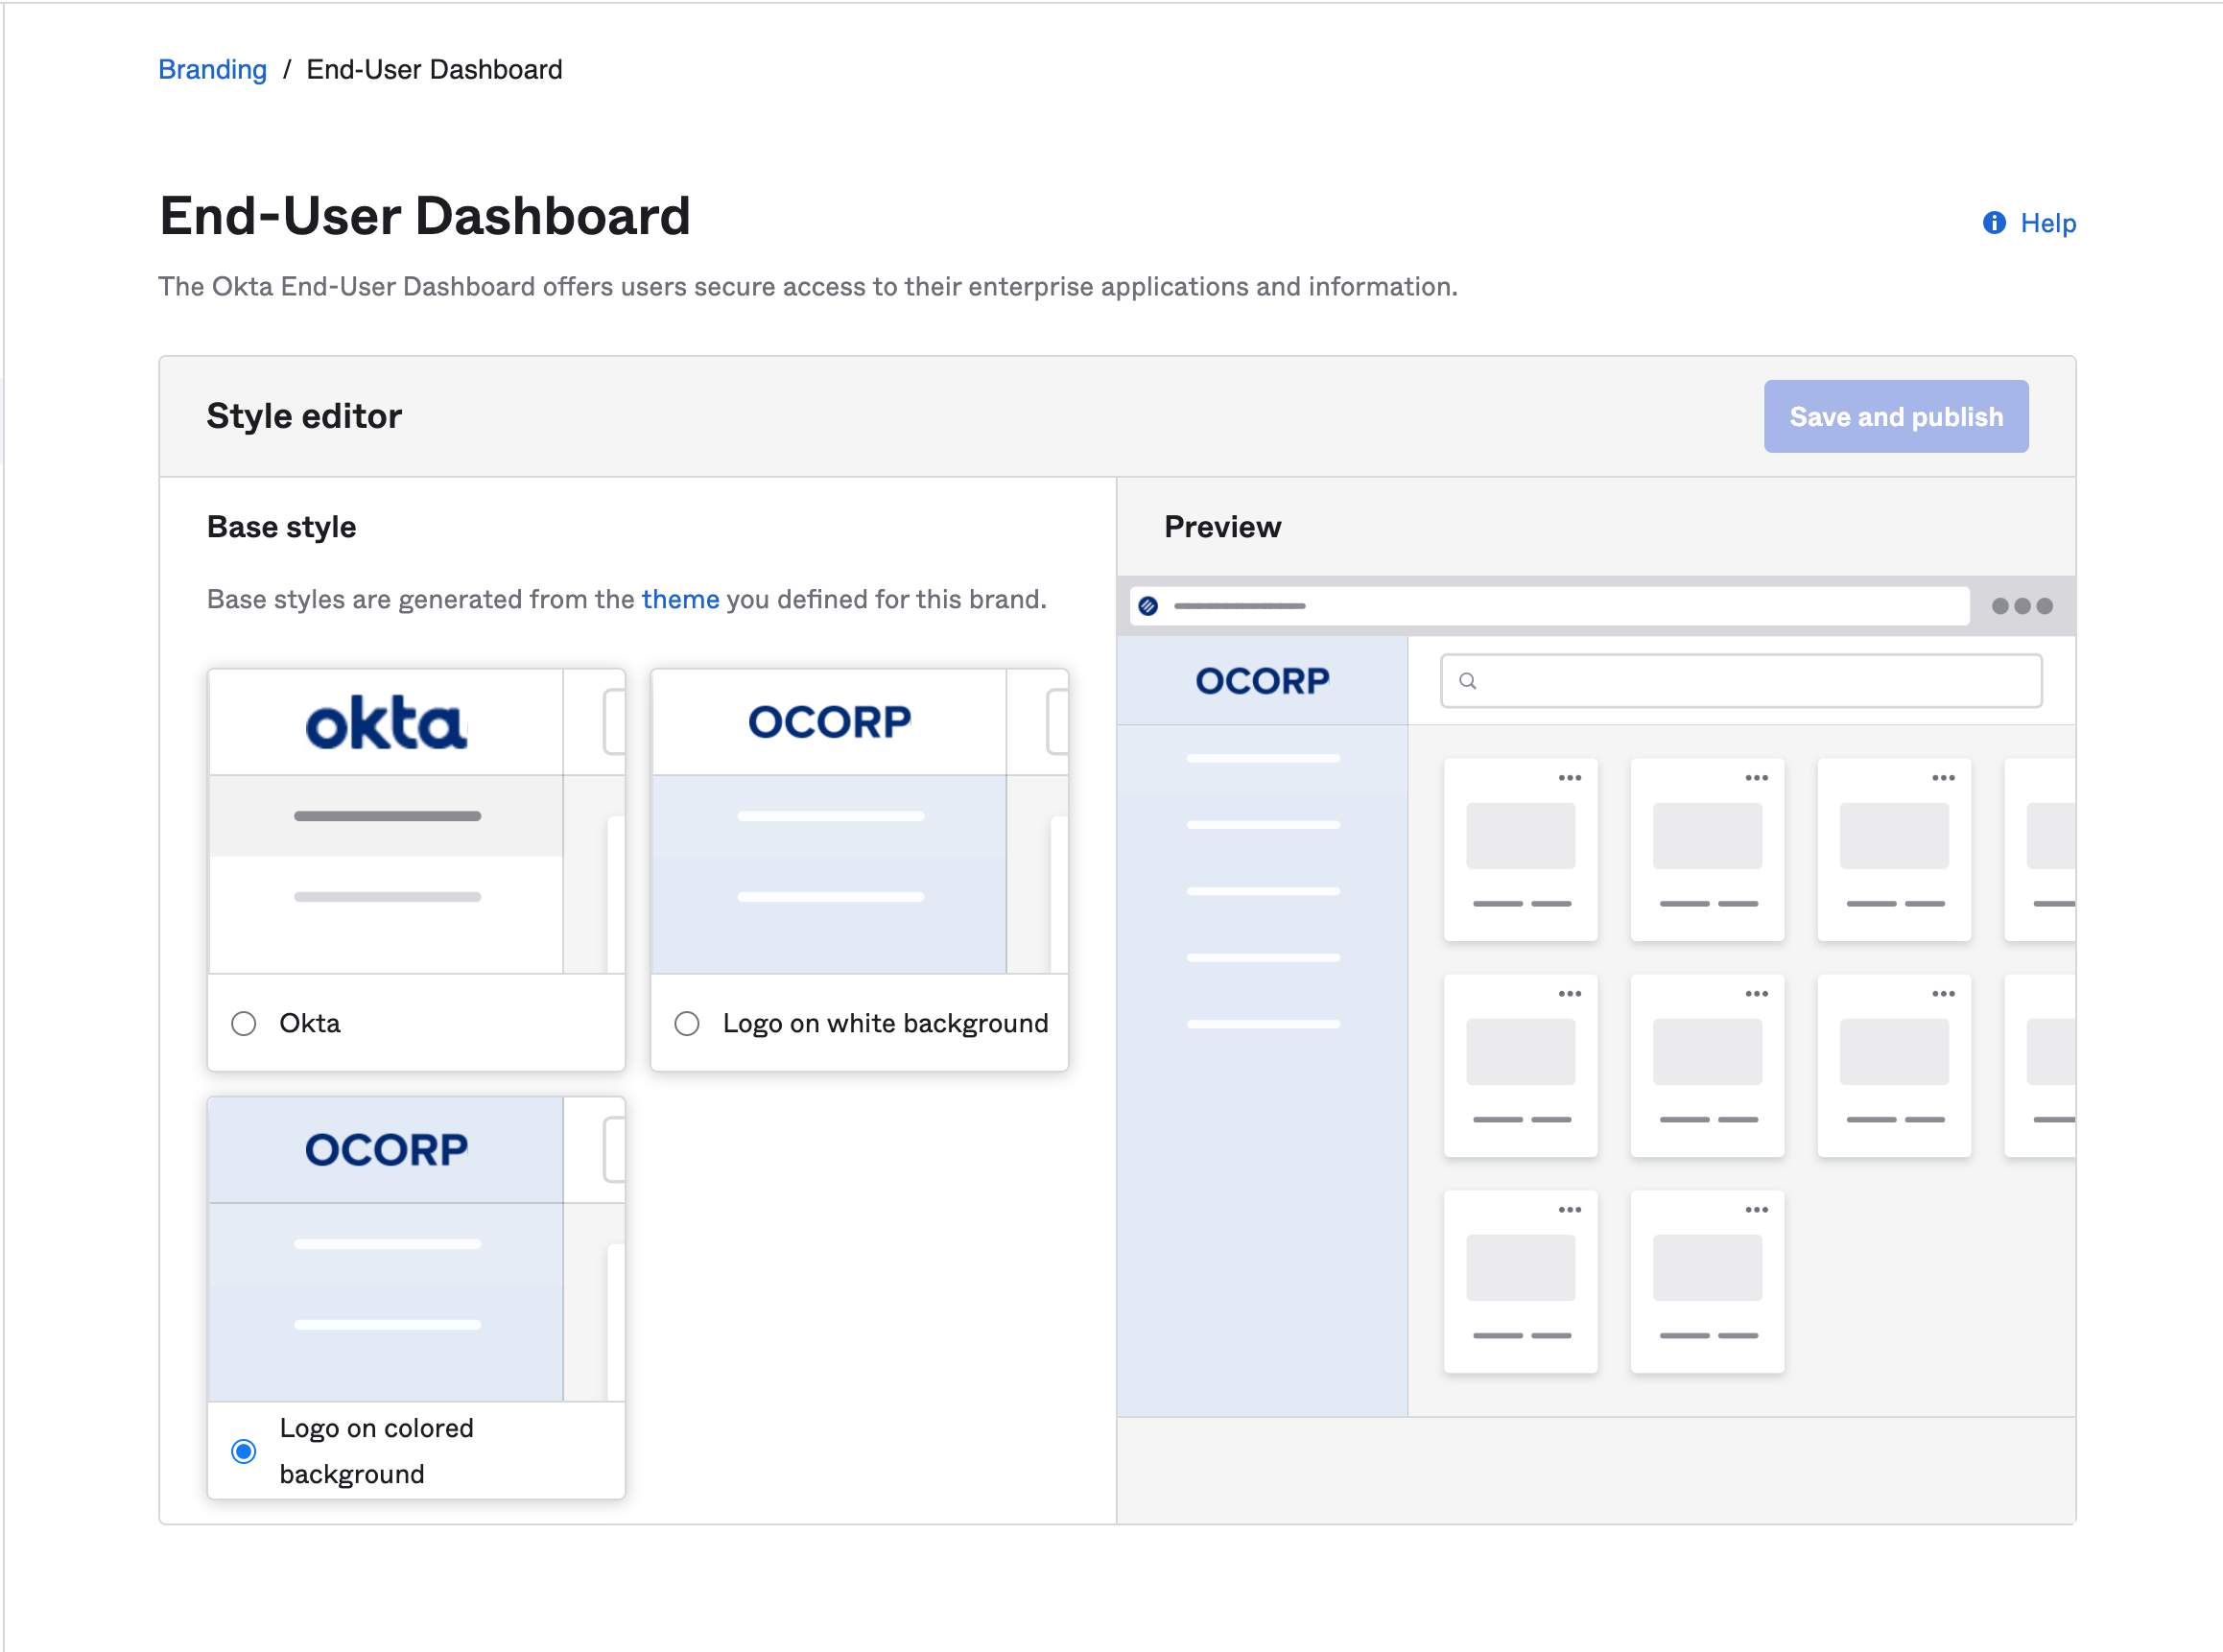 Branding / End-User Dashboard
End-User Dashboard
Help
The Okta End-User Dashboard offers users secure access to their enterprise applications and information.
Style editor
Save and publish
Base style
Base styles are generated from the theme you defined for this brand.
okta
OCORP
Okta
Logo on white background
OCORP
Logo on colored
background
Preview
OCORP